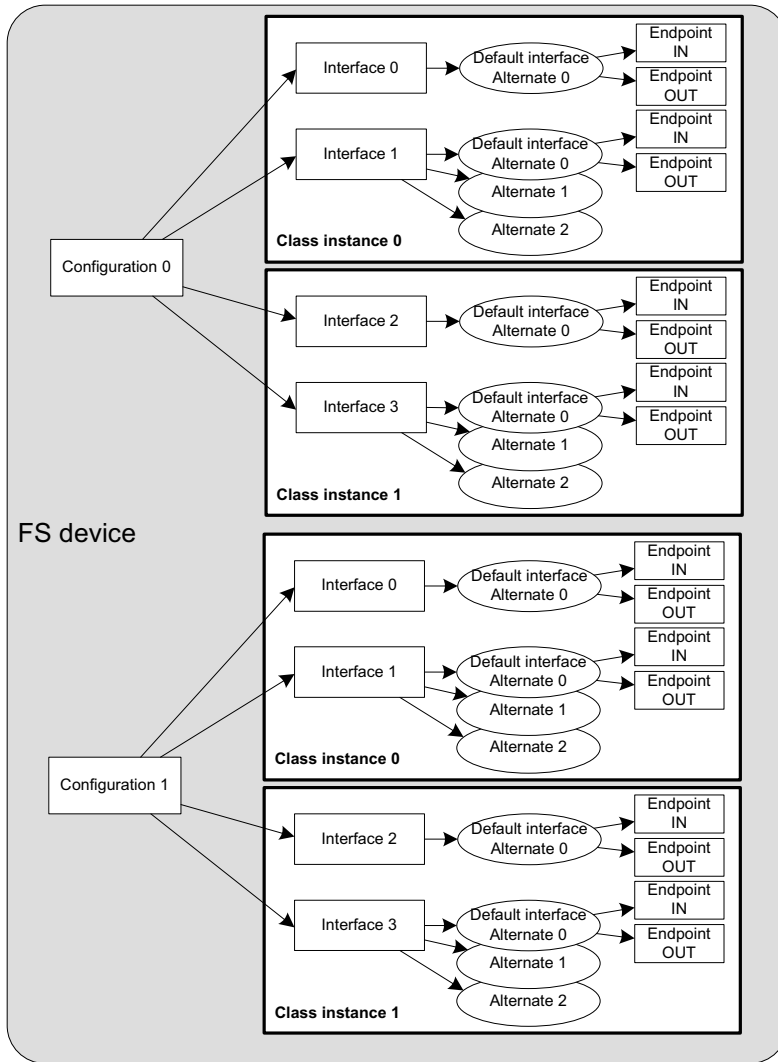 Interface 0
Default interface
Alternate 0
Endpoint
IN
Endpoint
OUT
Interface 1
Default interface
Alternate 0
Alternate 1
Alternate 2
Endpoint
IN
Endpoint
OUT
Class instance 0
Configuration 0
Interface 2
Default interface
Alternate 0
Endpoint
IN
Endpoint
OUT
Interface 3
Default interface
Alternate 0
Alternate 1
Alternate 2
Endpoint
IN
Endpoint
OUT
Class instance 1
FS device
Interface 0
Default interface
Alternate 0
Endpoint
IN
Endpoint
OUT
Interface 1
Default interface
Alternate 0
Alternate 1
Alternate 2
Endpoint
IN
Endpoint
OUT
Class instance 0
Configuration 1
Interface 2
Default interface
Alternate 0
Endpoint
IN
Endpoint
OUT
Interface 3
Default interface
Alternate 0
Alternate 1
Alternate 2
Endpoint
IN
Endpoint
OUT
Class instance 1